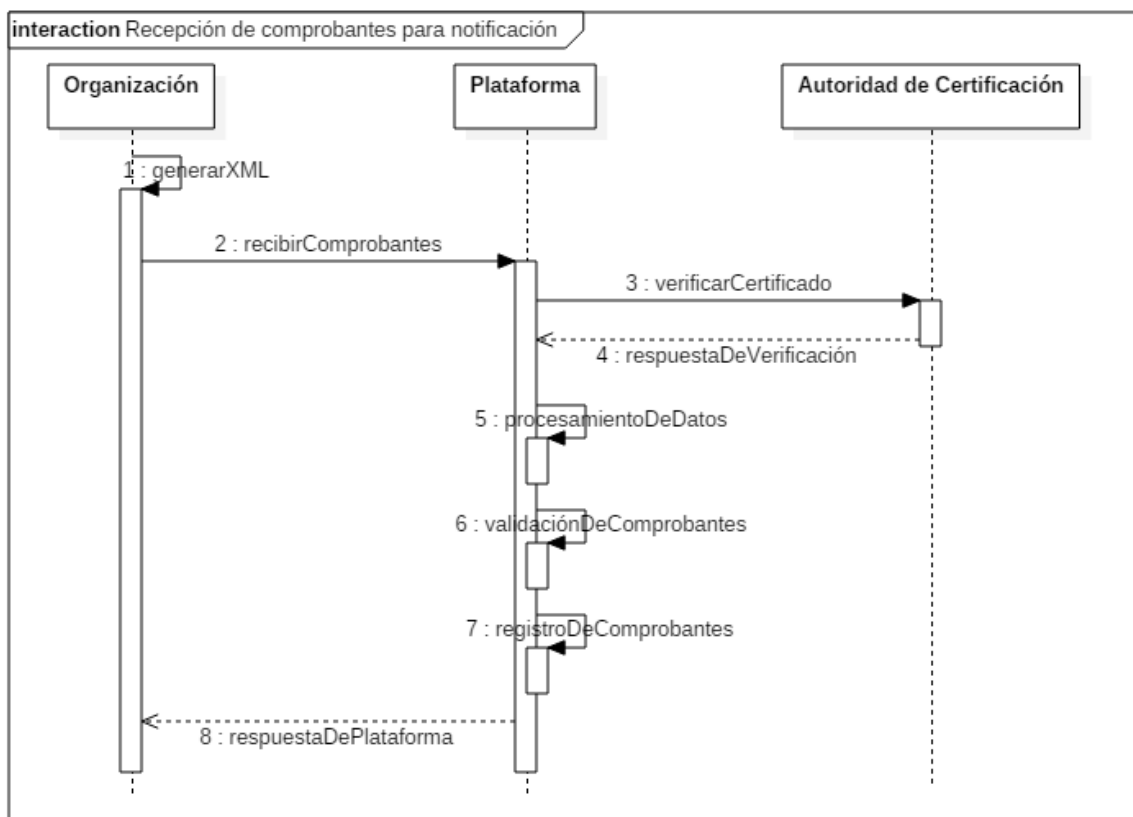 interaction Recepción de comprobantes para notificación
Organización
Plataforma
Autoridad de Certificación
1 : generarXML
2 : recibirComprobantes
3 : verificarCertificado
4 : respuestaDeVerificación
5 : procesamientoDeDatos
6 : validaciónDeComprobantes
7 : registroDeComprobantes
8 : respuestaDePlataforma